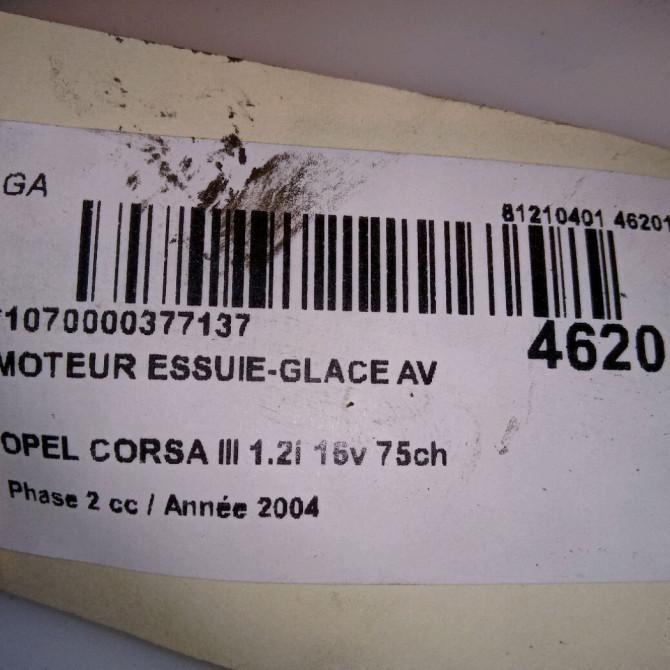 GA
81210401 46201
*1070000377137
4620
MOTEUR ESSUIE-GLACE AV
OPEL CORSA III 1.2i 16v 75ch
Phase 2 cc / Année 2004